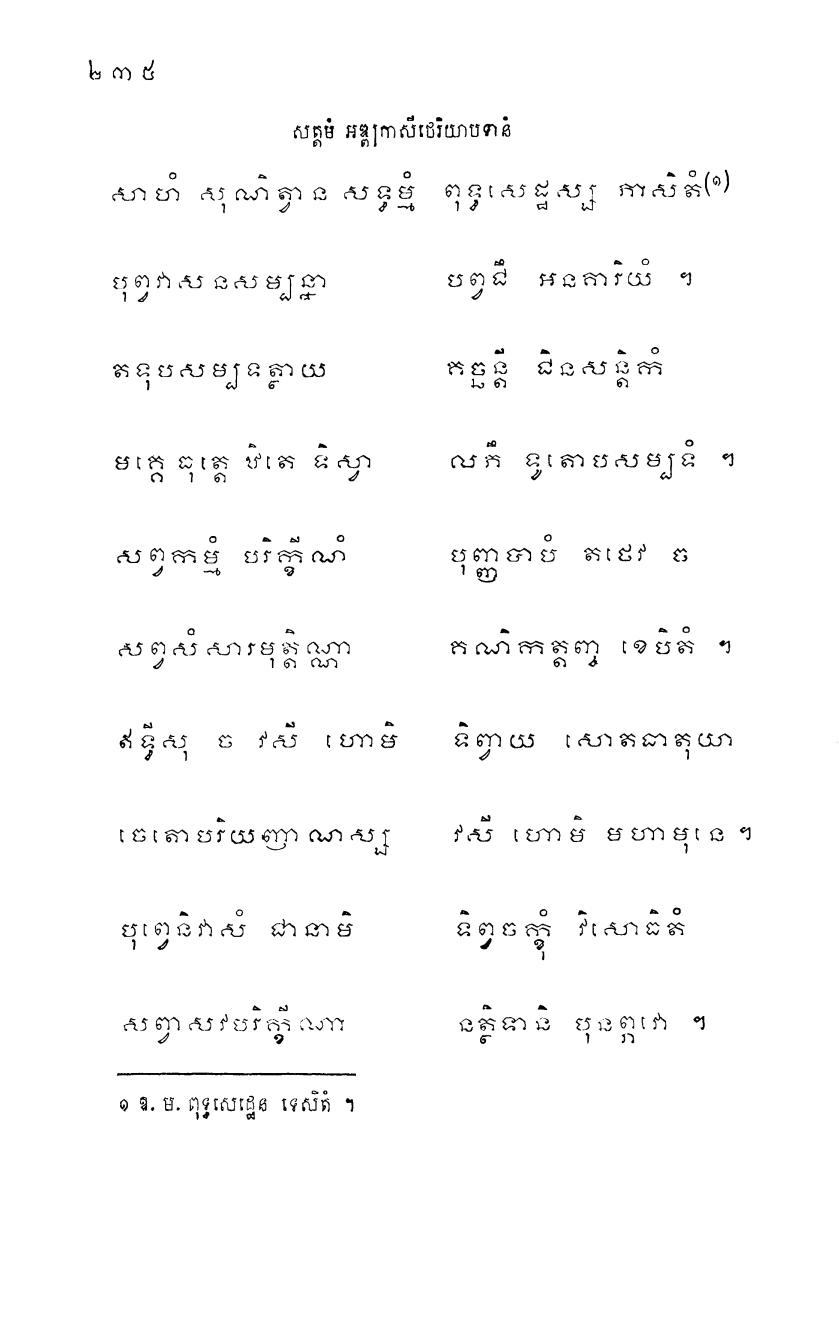 ២៣៥
សត្តមំ អឌ្ឍកាសីថេរិយាបទានំ
សាហំ សុណិត្វាន សទ្ធម្មំ ពុទ្ធសេដ្ឋស្ស ភាសិតំ(១)
បុព្វវាសនសម្បន្នា បព្វជឹ អនគារិយំ ។
តទុបសម្បទត្ថាយ គច្ឆន្តី ជិនសន្តិកំ
មគ្គេ ធុត្តេ ឋិតេ ទិស្វា លភឹ ទូតោបសម្បទំ ។
សព្វកម្មំ បរិក្ខីណំ បុញ្ញបាបំ តថេវ ច
សព្វសំសារមុត្តិណ្ណា គណិកត្តញ្ច ខេបិតំ ។
ឥទ្ធីសុ ច វសី ហោមិ ទិព្វាយ សោតធាតុយា
ចេតោបរិយញាណស្ស វសី ហោមិ មហាមុនេ ។
បុព្វេនិវាសំ ជានាមិ ទិព្វចក្ខុំ វិសោធិតំ
សព្វាសវបរិក្ខីណា នត្ថិទានិ បុនព្ភវោ ។
១ ឱ. ម. ពុទ្ធសេដ្ឋេន ទេសិតំ ។